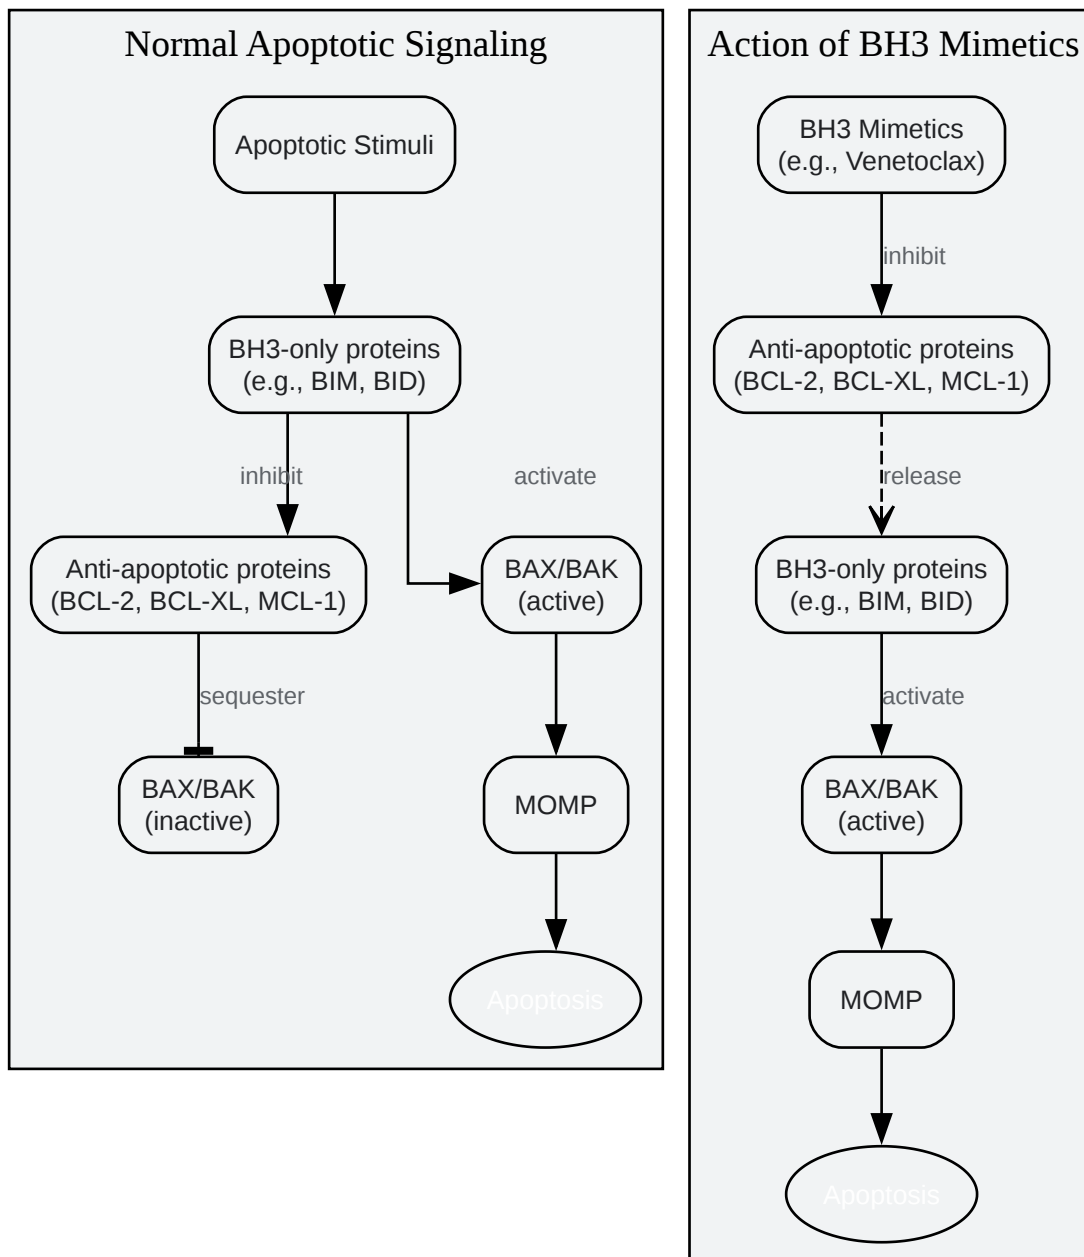 Normal Apoptotic Signaling
Apoptotic Stimuli
BH3-only proteins
(e.g., BIM, BID)
inhibit
activate
Anti-apoptotic proteins
(BCL-2, BCL-XL, MCL-1)
BAX/BAK
(active)
sequester
BAX/BAK
(inactive)
MOMP
Apoptosis
Action of BH3 Mimetics
BH3 Mimetics
(e.g., Venetoclax)
inhibit
Anti-apoptotic proteins
(BCL-2, BCL-XL, MCL-1)
release
BH3-only proteins
(e.g., BIM, BID)
activate
BAX/BAK
(active)
MOMP
Apoptosis